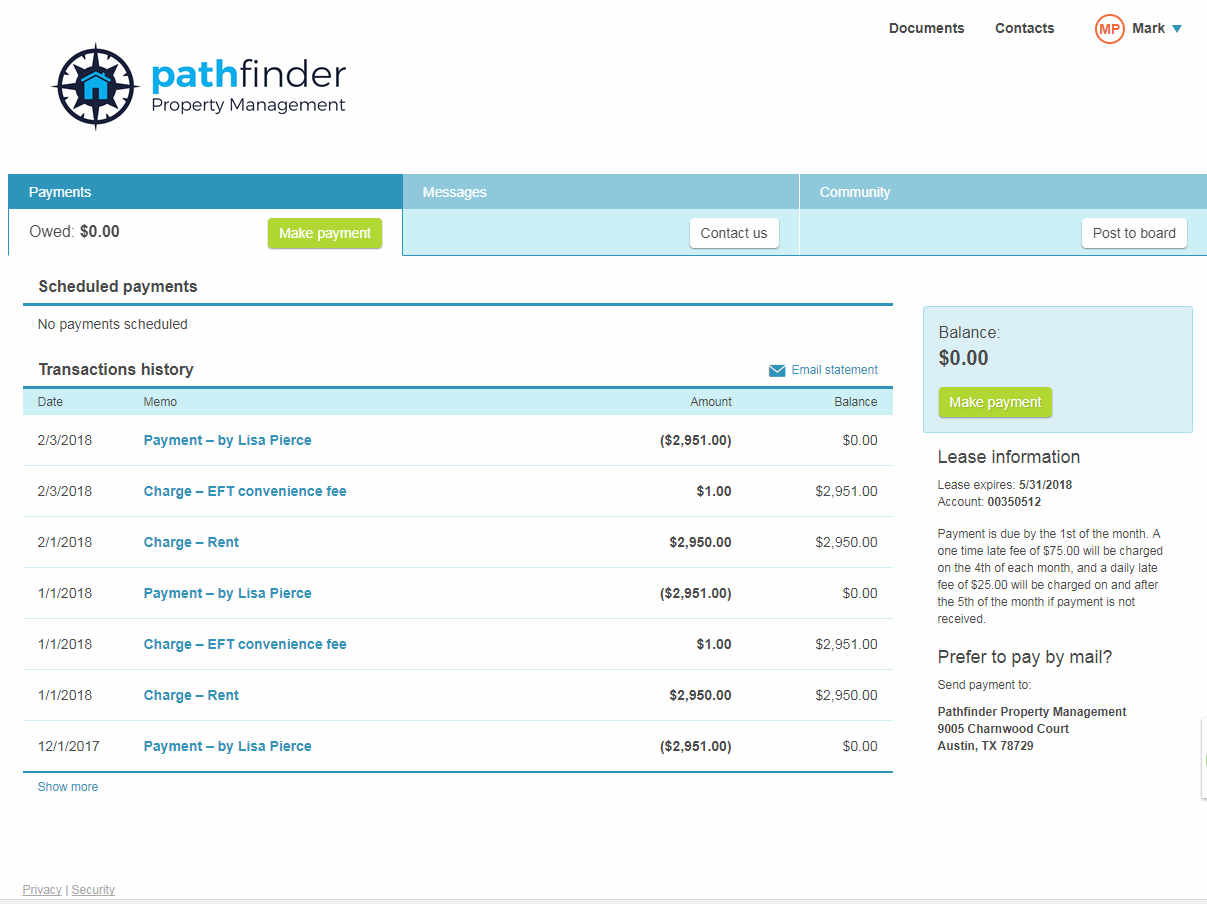 Documents Contacts MP Mark
pathfinder
Property Management
Payments Messages Community
Owed: $0.00 Make payment Contact us Post to board
Scheduled payments
No payments scheduled
Transactions history Email statement
Date Memo Amount Balance
2/3/2018 Payment – by Lisa Pierce ($2,951.00) $0.00
2/3/2018 Charge – EFT convenience fee $1.00 $2,951.00
2/1/2018 Charge – Rent $2,950.00 $2,950.00
1/1/2018 Payment – by Lisa Pierce ($2,951.00) $0.00
1/1/2018 Charge – EFT convenience fee $1.00 $2,951.00
1/1/2018 Charge – Rent $2,950.00 $2,950.00
12/1/2017 Payment – by Lisa Pierce ($2,951.00) $0.00
Show more
Balance:
$0.00
Make payment
Lease information
Lease expires: 5/31/2018
Account: 00350512
Payment is due by the 1st of the month. A
one time late fee of $75.00 will be charged
on the 4th of each month, and a daily late
fee of $25.00 will be charged on and after
the 5th of the month if payment is not
received.
Prefer to pay by mail?
Send payment to:
Pathfinder Property Management
9005 Charnwood Court
Austin, TX 78729
Privacy | Security